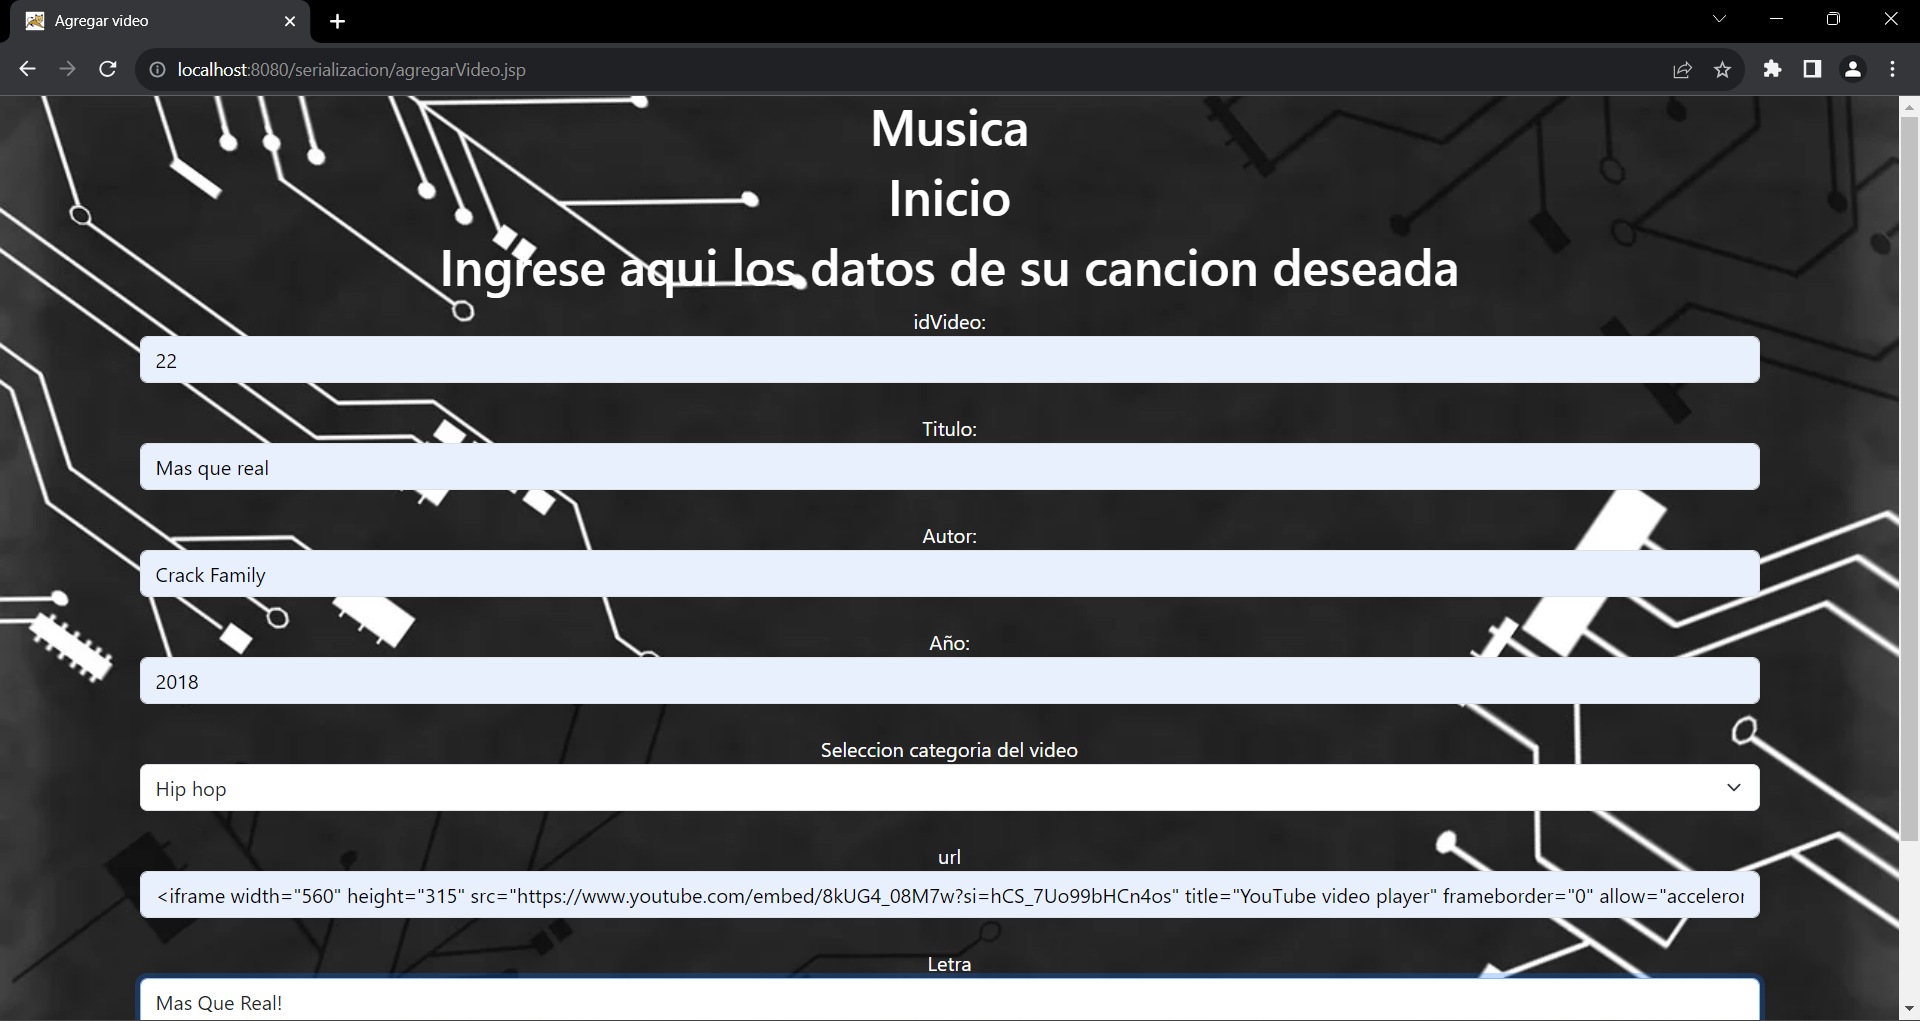 Agregar video
localhost:8080/serializacion/agregarVideo.jsp
Musica
Inicio
Ingrese aqui los datos de su cancion deseada
idVideo:
22
Titulo:
Mas que real
Autor:
Crack Family
Año:
2018
Seleccion categoria del video
Hip hop
url
<iframe width="560" height="315" src="https://www.youtube.com/embed/8kUG4_08M7w?si=hCS_7Uo99bHCn4os" title="YouTube video player" frameborder="0" allow="acceleror
Letra
Mas Que Real!